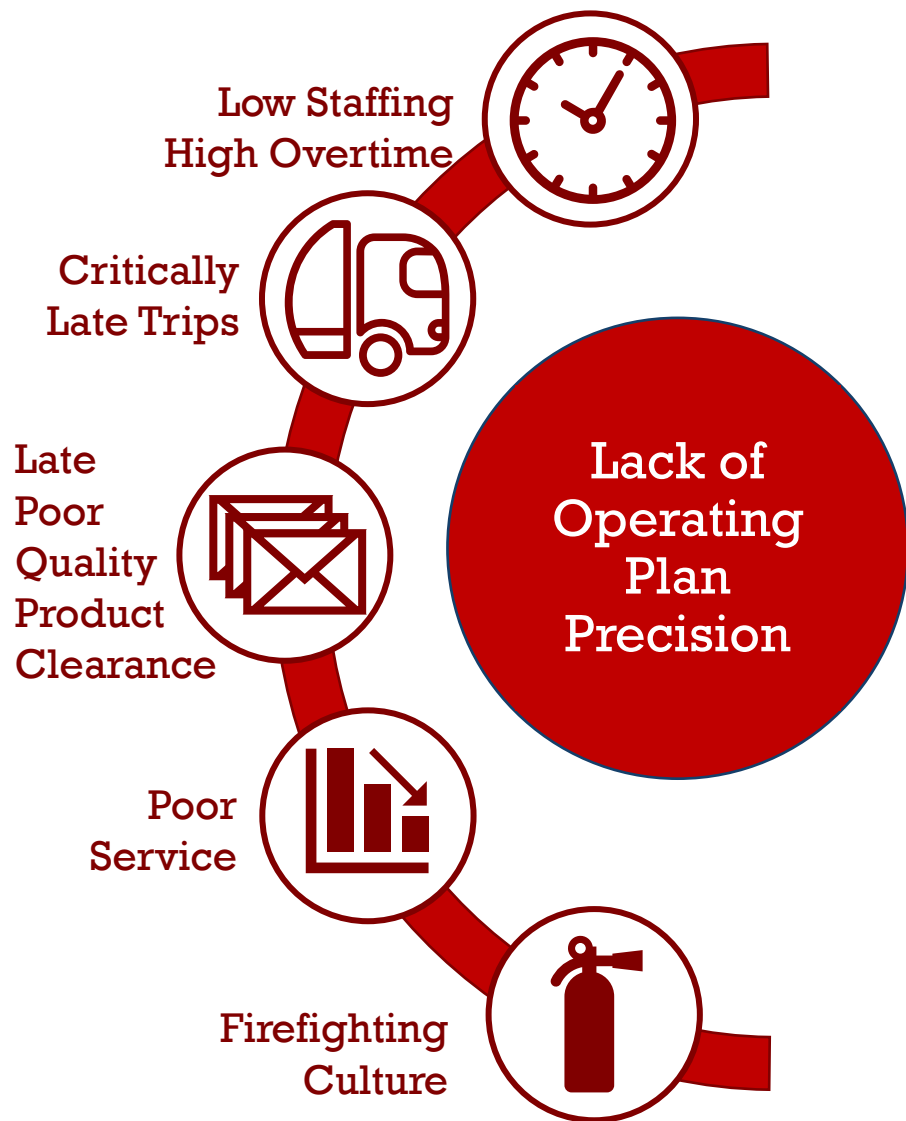 Low Staffing
High Overtime
Critically
Late Trips
Late
Poor
Quality
Product
Clearance
Lack of
Operating
Plan
Precision
Poor
Service
Firefighting
Culture